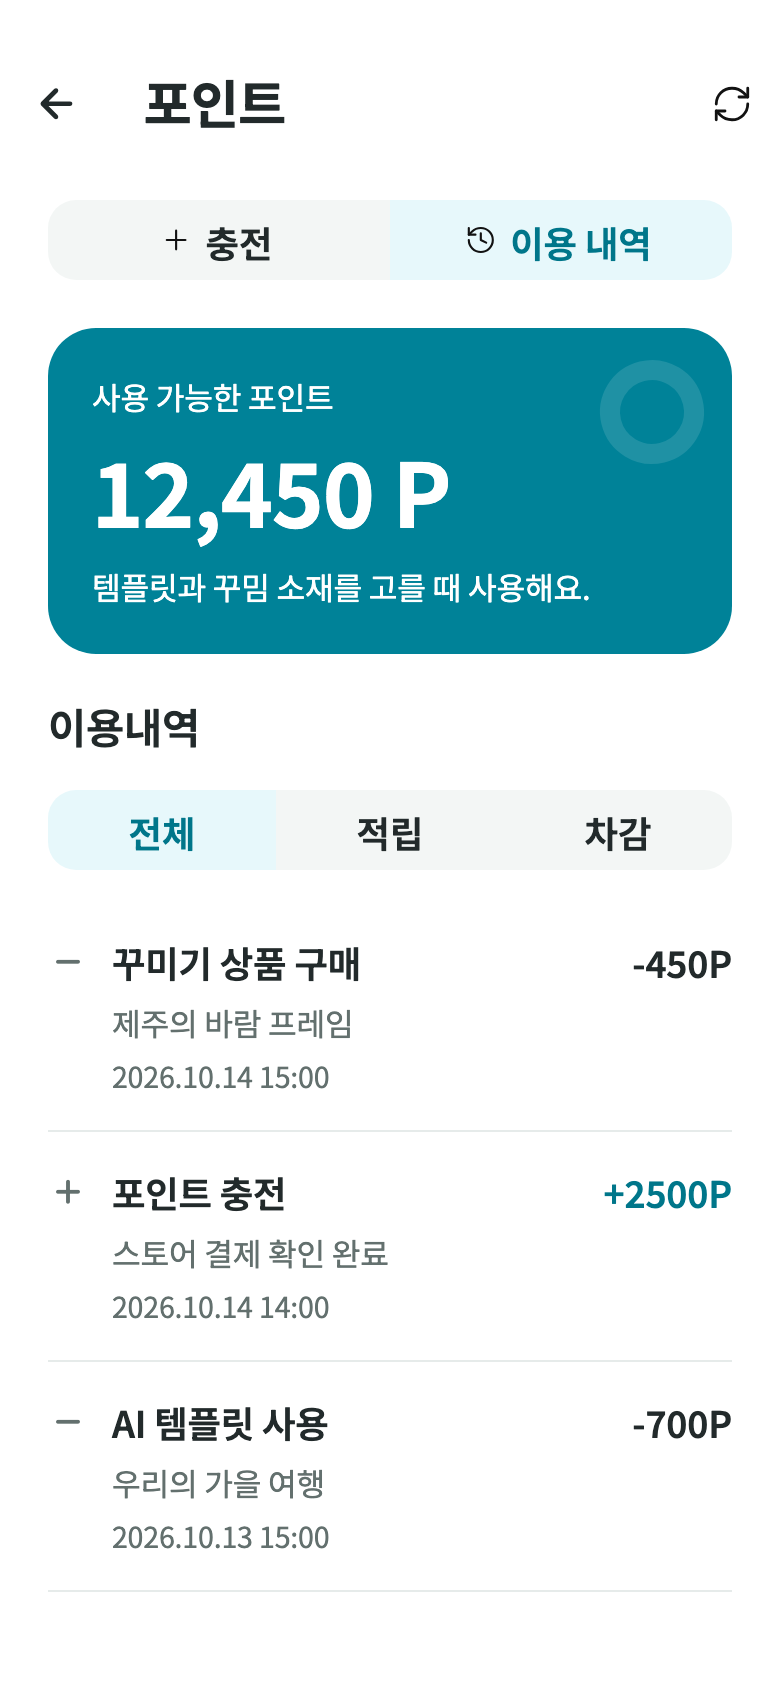 포인트
충전
이용 내역
사용 가능한 포인트
12,450 P
템플릿과 꾸밈 소재를 고를 때 사용해요.
이용내역
전체
적립
차감
꾸미기 상품 구매
-450P
제주의 바람 프레임
2026.10.14 15:00
포인트 충전
+2500P
스토어 결제 확인 완료
2026.10.14 14:00
AI 템플릿 사용
-700P
우리의 가을 여행
2026.10.13 15:00